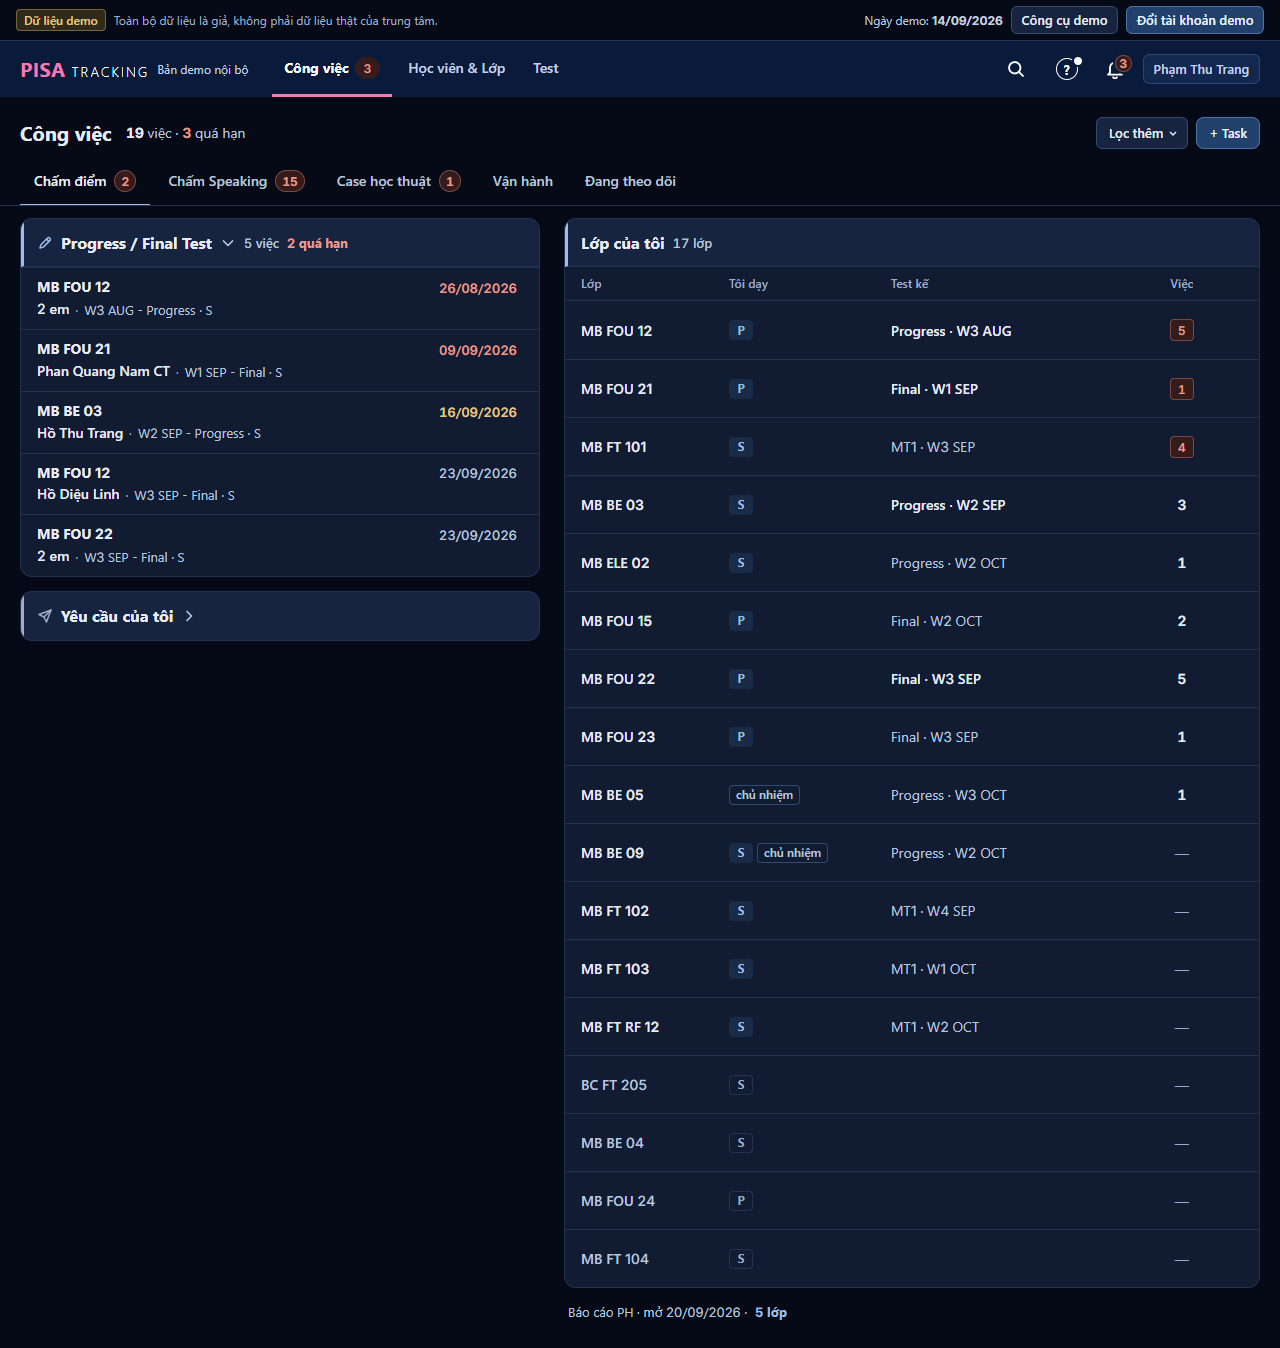 Dữ liệu demo Toàn bộ dữ liệu là giả, không phải dữ liệu thật của trung tâm. Ngày demo: 14/09/2026 Công cụ demo Đổi tài khoản demo
PISA TRACKING Bản demo nội bộ Công việc 3 Học viên & Lớp Test ? 3 Phạm Thu Trang
Công việc 19 việc · 3 quá hạn Lọc thêm + Task
Chấm điểm 2 Chấm Speaking 15 Case học thuật 1 Vận hành Đang theo dõi
Progress / Final Test 5 việc 2 quá hạn
MB FOU 12 26/08/2026
2 em · W3 AUG - Progress · S
MB FOU 21 09/09/2026
Phan Quang Nam CT · W1 SEP - Final · S
MB BE 03 16/09/2026
Hồ Thu Trang · W2 SEP - Progress · S
MB FOU 12 23/09/2026
Hồ Diệu Linh · W3 SEP - Final · S
MB FOU 22 23/09/2026
2 em · W3 SEP - Final · S
Yêu cầu của tôi
Lớp của tôi 17 lớp
Lớp Tôi dạy Test kế Việc
MB FOU 12 P Progress · W3 AUG 5
MB FOU 21 P Final · W1 SEP 1
MB FT 101 S MT1 · W3 SEP 4
MB BE 03 S Progress · W2 SEP 3
MB ELE 02 S Progress · W2 OCT 1
MB FOU 15 P Final · W2 OCT 2
MB FOU 22 P Final · W3 SEP 5
MB FOU 23 P Final · W3 SEP 1
MB BE 05 chủ nhiệm Progress · W3 OCT 1
MB BE 09 S chủ nhiệm Progress · W2 OCT —
MB FT 102 S MT1 · W4 SEP —
MB FT 103 S MT1 · W1 OCT —
MB FT RF 12 S MT1 · W2 OCT —
BC FT 205 S —
MB BE 04 S —
MB FOU 24 P —
MB FT 104 S —
Báo cáo PH · mở 20/09/2026 · 5 lớp